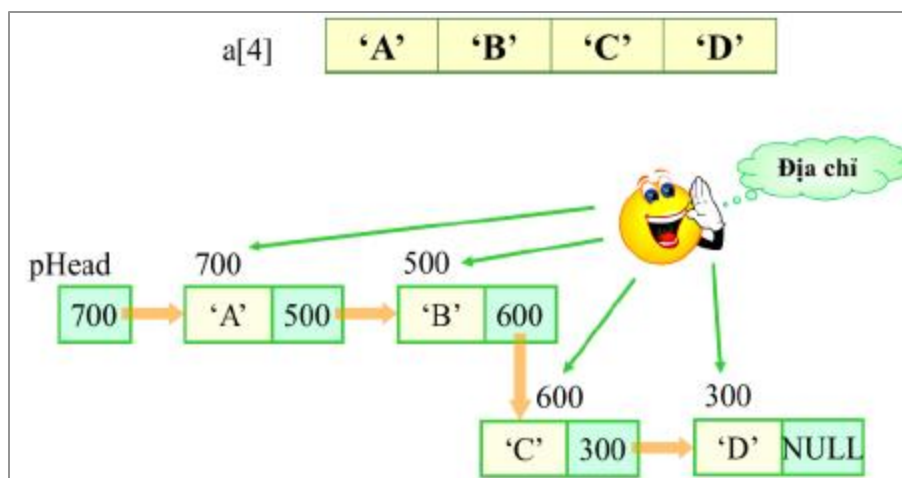 a[4] ‘A’ ‘B’ ‘C’ ‘D’
Địa chỉ
pHead 700 500
700 ‘A’ 500 ‘B’ 600
600 300
‘C’ 300 ‘D’ NULL